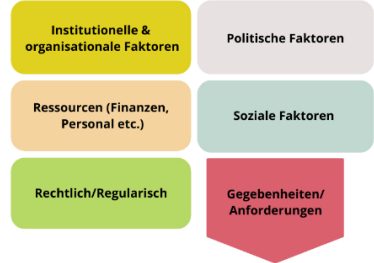 Institutionelle &
organisationale Faktoren
Politische Faktoren
Ressourcen (Finanzen,
Personal etc.)
Soziale Faktoren
Rechtlich/Regularisch
Gegebenheiten/
Anforderungen